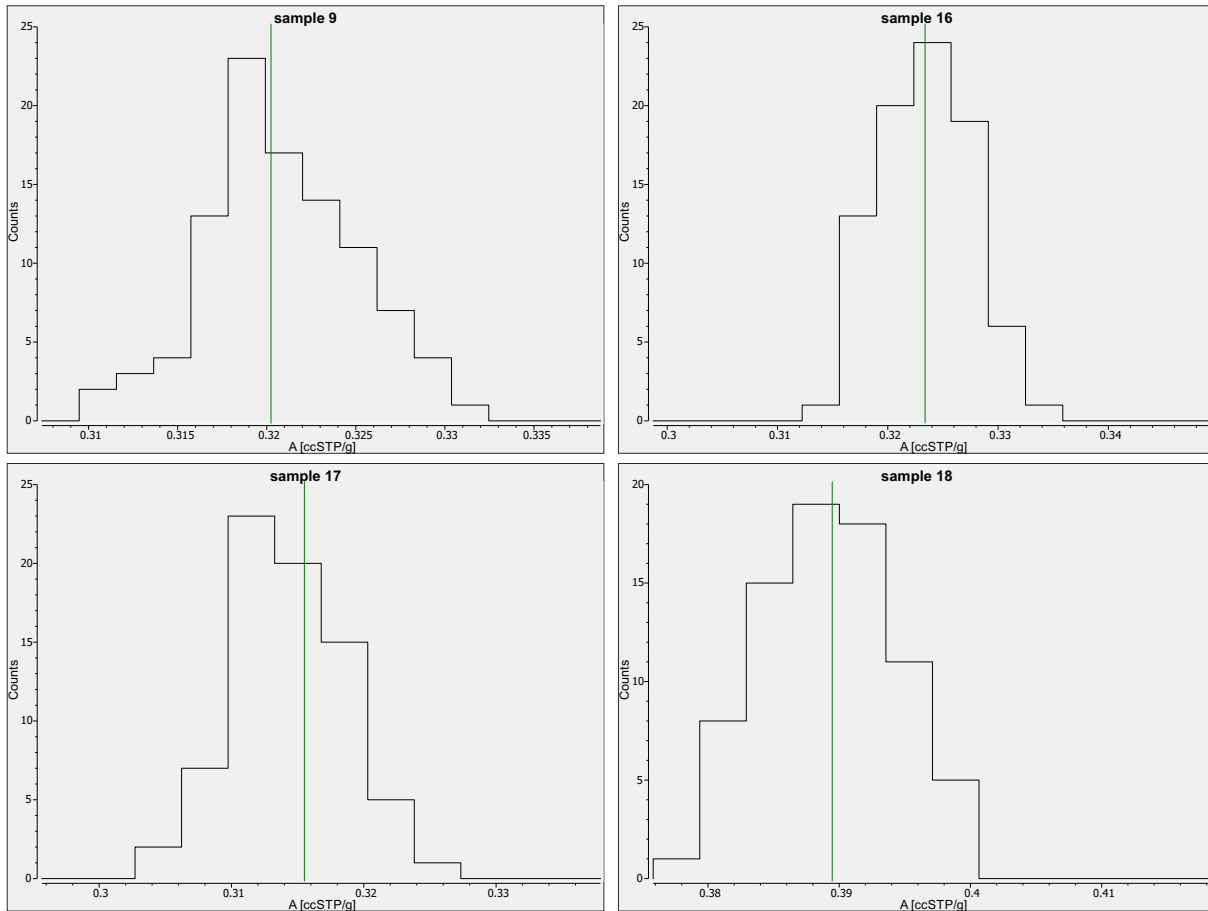 sample 9
25
20
15
10
5
0
Counts
0.31 0.315 0.32 0.325 0.33 0.335
A [ccSTP/g]
sample 16
25
20
15
10
5
0
Counts
0.3 0.31 0.32 0.33 0.34
A [ccSTP/g]
sample 17
25
20
15
10
5
0
Counts
0.3 0.31 0.32 0.33
A [ccSTP/g]
sample 18
20
15
10
5
0
Counts
0.38 0.39 0.4 0.41
A [ccSTP/g]